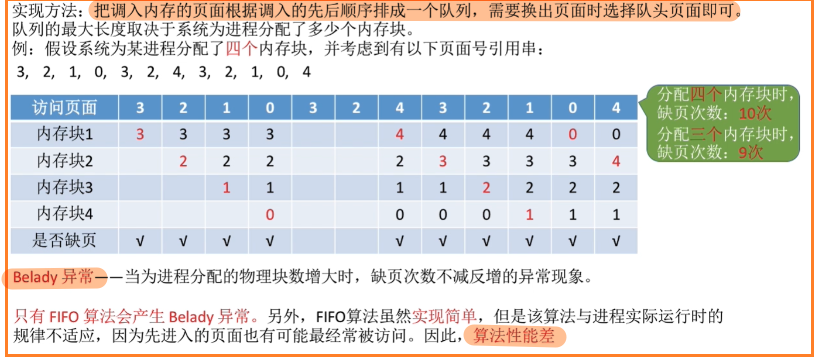 实现方法：把调入内存的页面根据调入的先后顺序排成一个队列，需要换出页面时选择队头页面即可。
队列的最大长度取决于系统为进程分配了多少个内存块。
例：假设系统为某进程分配了四个内存块，并考虑到有以下页面号引用串：
3，2，1，0，3，2，4，3，2，1，0，4
访问页面 3 2 1 0 3 2 4 3 2 1 0 4
内存块1 3 3 3 3 4 4 4 4 0 0
内存块2 2 2 2 2 3 3 3 3 4
内存块3 1 1 1 1 2 2 2 2
内存块4 0 0 0 0 1 1 1
是否缺页 √ √ √ √ √ √ √ √ √ √
分配四个内存块时，
缺页次数：10次
分配三个内存块时，
缺页次数：9次
Belady 异常——当为进程分配的物理块数增大时，缺页次数不减反增的异常现象。
只有 FIFO 算法会产生 Belady 异常。另外，FIFO算法虽然实现简单，但是该算法与进程实际运行时的
规律不适应，因为先进入的页面也有可能最经常被访问。因此，算法性能差